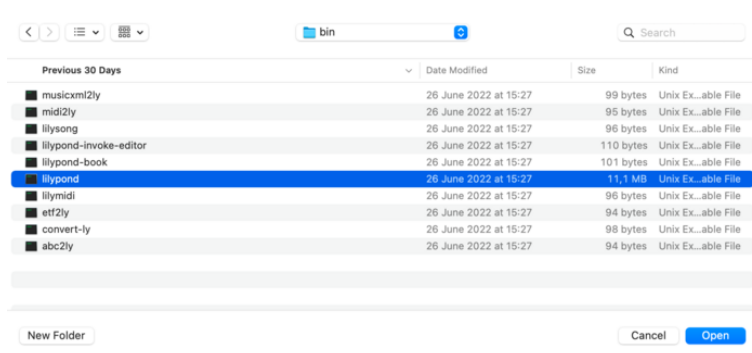 bin
Search
Previous 30 Days Date Modified Size Kind
musicxml2ly 26 June 2022 at 15:27 99 bytes Unix Ex...able File
midi2ly 26 June 2022 at 15:27 95 bytes Unix Ex...able File
lilysong 26 June 2022 at 15:27 96 bytes Unix Ex...able File
lilypond-invoke-editor 26 June 2022 at 15:27 110 bytes Unix Ex...able File
lilypond-book 26 June 2022 at 15:27 101 bytes Unix Ex...able File
lilypond 26 June 2022 at 15:27 11,1 MB Unix Ex...able File
lilymidi 26 June 2022 at 15:27 96 bytes Unix Ex...able File
etf2ly 26 June 2022 at 15:27 94 bytes Unix Ex...able File
convert-ly 26 June 2022 at 15:27 98 bytes Unix Ex...able File
abc2ly 26 June 2022 at 15:27 94 bytes Unix Ex...able File
New Folder Cancel Open